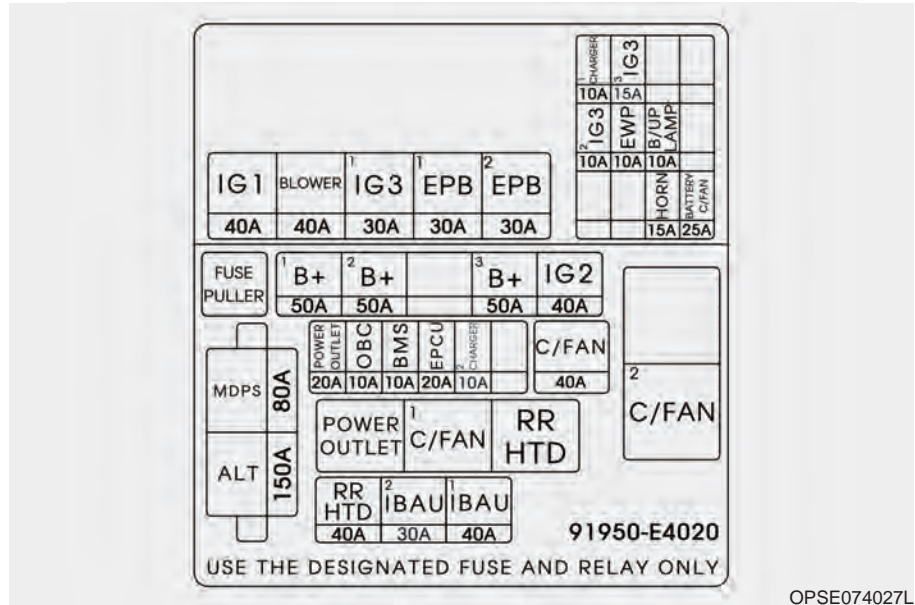 1 CHARGER 3 IG3
10A 15A
2 IG3 EWP B/UP LAMP
10A 10A 10A
HORN BATTERY C/FAN
15A 25A
IG1 BLOWER 1 IG3 1 EPB 2 EPB
40A 40A 30A 30A 30A
FUSE PULLER
1 B+ 2 B+ 3 B+ IG2
50A 50A 50A 40A
POWER OUTLET OBC BMS EPCU 2 CHARGER C/FAN
20A 10A 10A 20A 10A 40A
MDPS 80A
ALT 150A
2 C/FAN
POWER OUTLET 1 C/FAN RR HTD
RR HTD 2 IBAU 1 IBAU
40A 30A 40A
91950-E4020
USE THE DESIGNATED FUSE AND RELAY ONLY
OPSE074027L